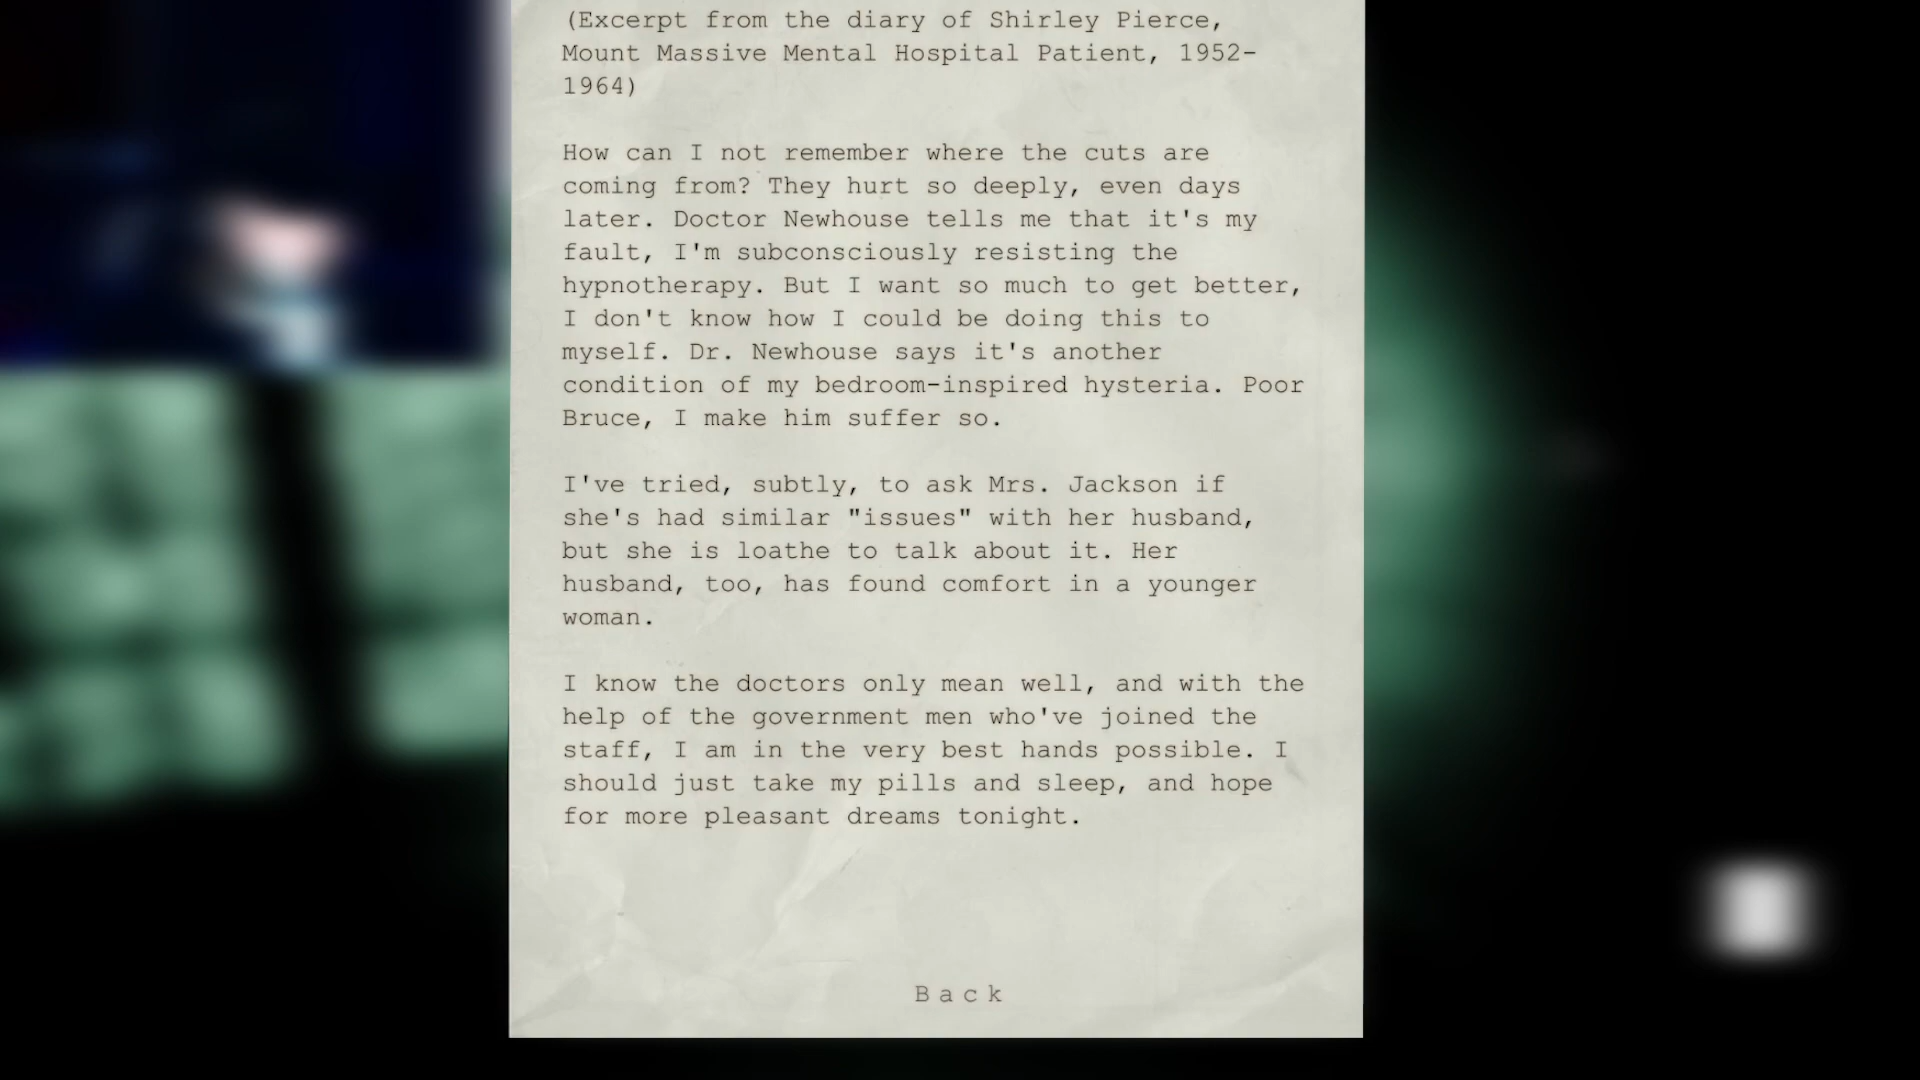 (Excerpt from the diary of Shirley Pierce,
Mount Massive Mental Hospital Patient, 1952-
1964)
How can I not remember where the cuts are
coming from? They hurt so deeply, even days
later. Doctor Newhouse tells me that it's my
fault, I'm subconsciously resisting the
hypnotherapy. But I want so much to get better,
I don't know how I could be doing this to
myself. Dr. Newhouse says it's another
condition of my bedroom-inspired hysteria. Poor
Bruce, I make him suffer so.
I've tried, subtly, to ask Mrs. Jackson if
she's had similar "issues" with her husband,
but she is loathe to talk about it. Her
husband, too, has found comfort in a younger
woman.
I know the doctors only mean well, and with the
help of the government men who've joined the
staff, I am in the very best hands possible. I
should just take my pills and sleep, and hope
for more pleasant dreams tonight.
Back